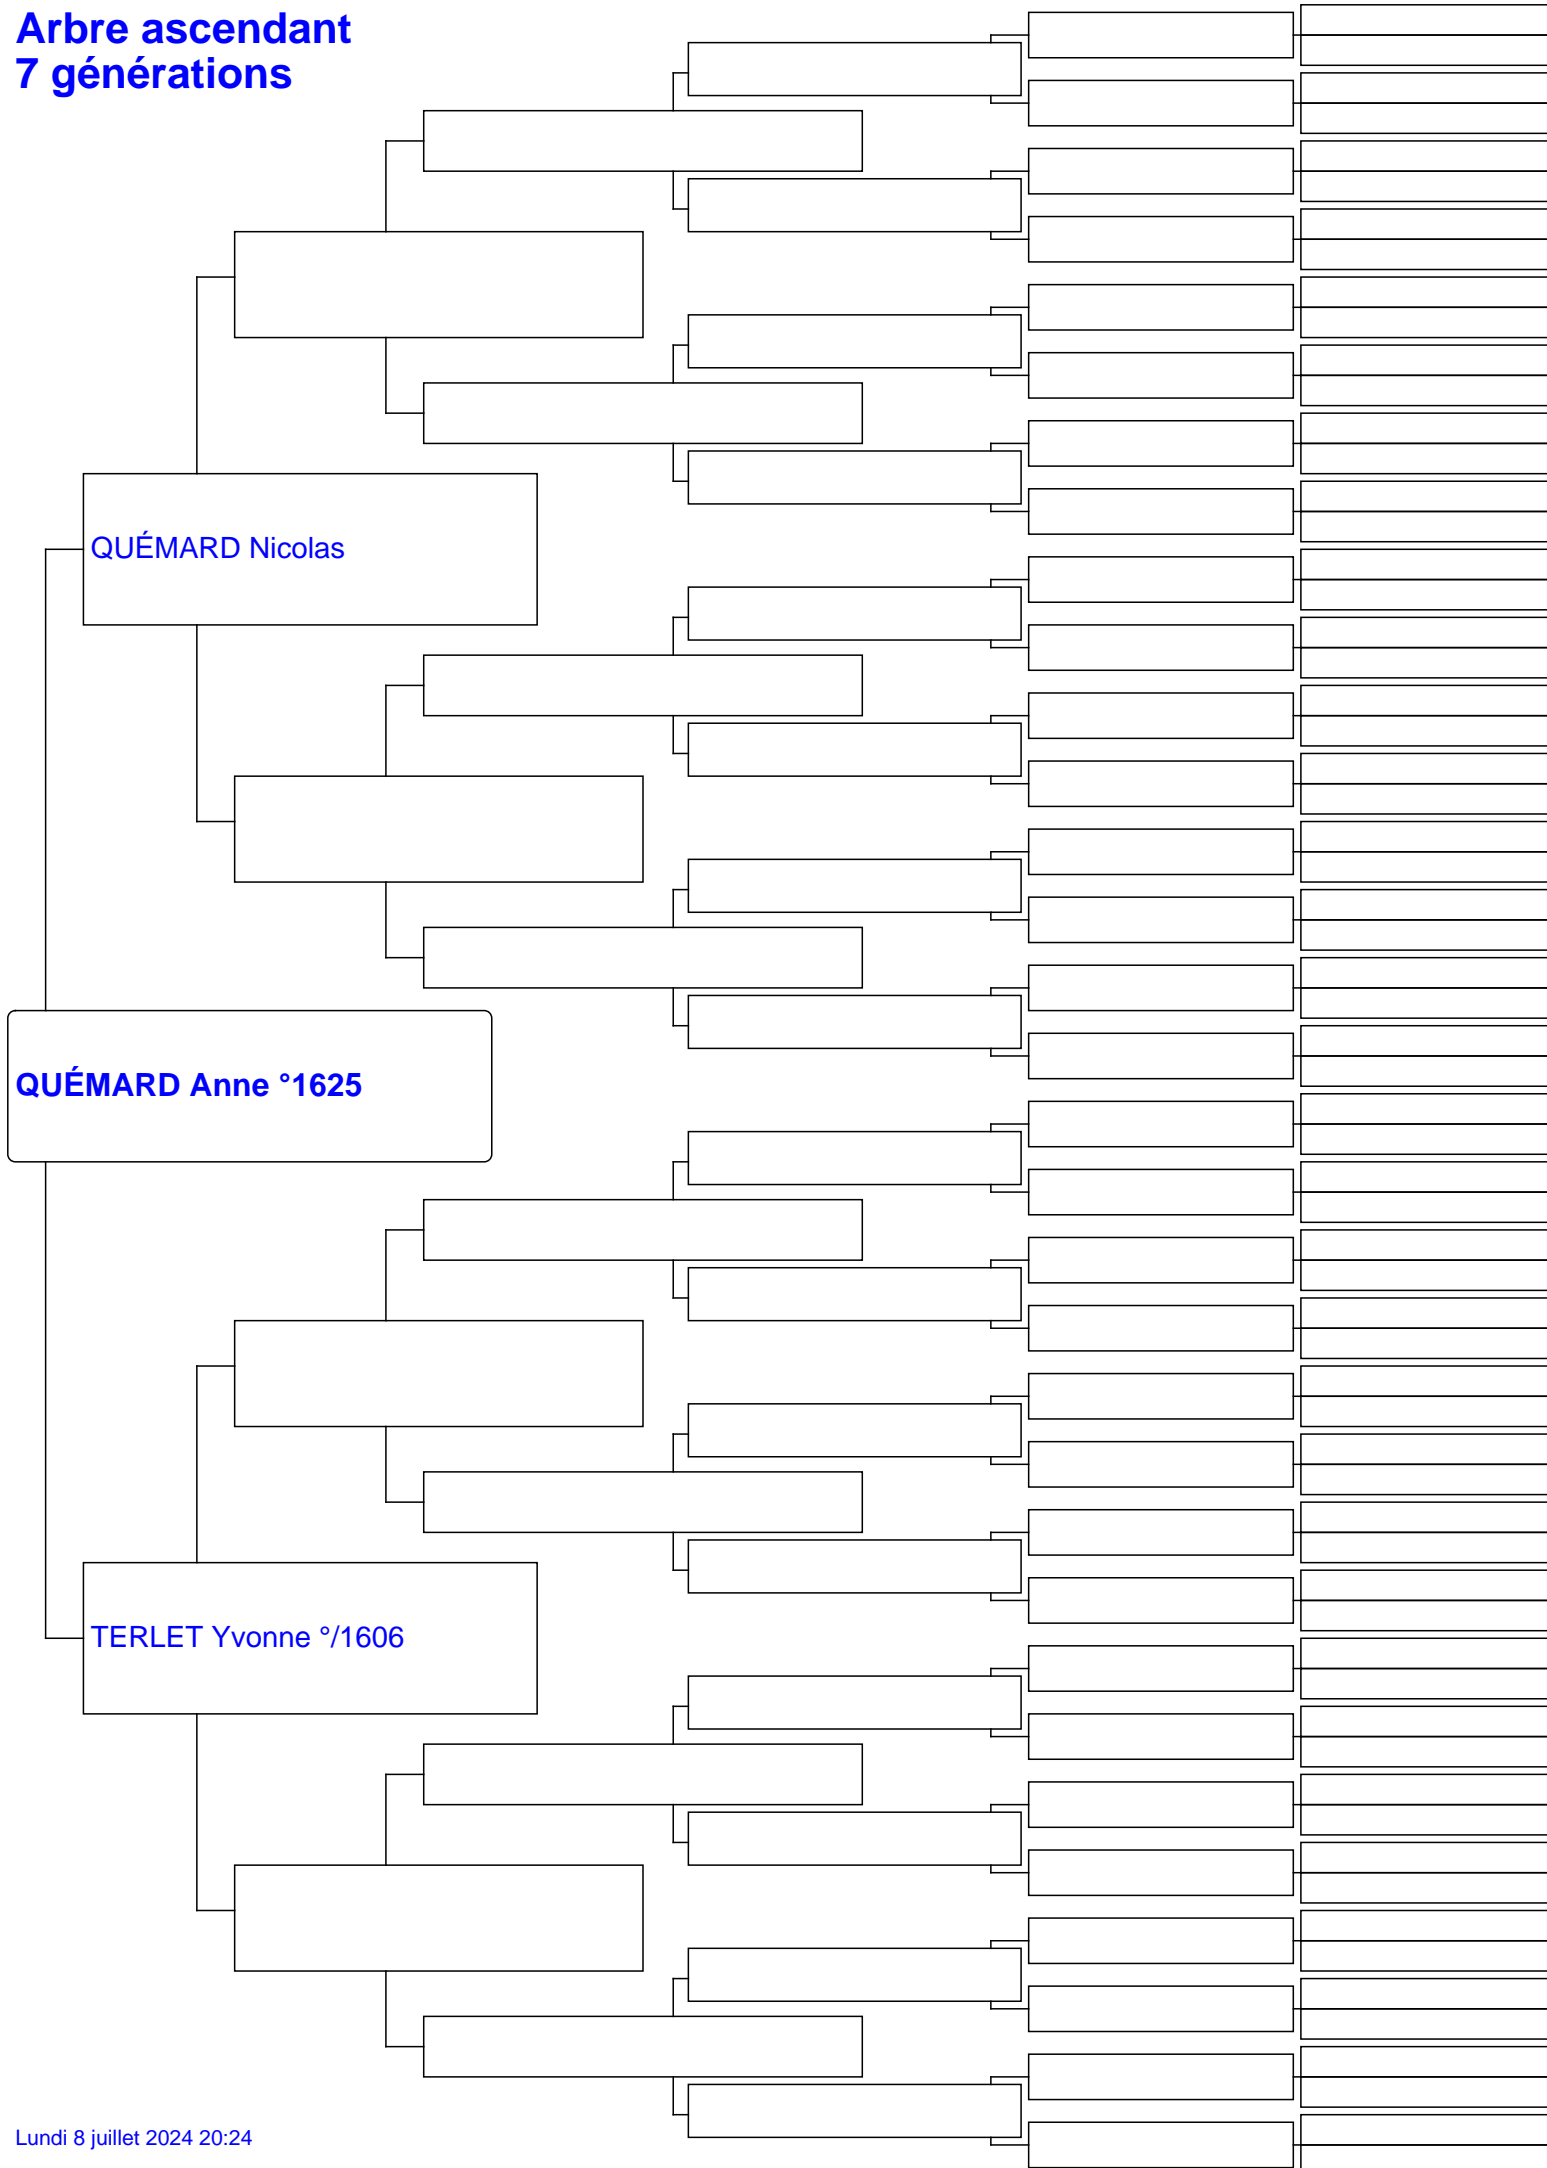 Arbre ascendant
7 générations
QUÉMARD Nicolas
QUÉMARD Anne °1625
TERLET Yvonne °/1606
Lundi 8 juillet 2024 20:24